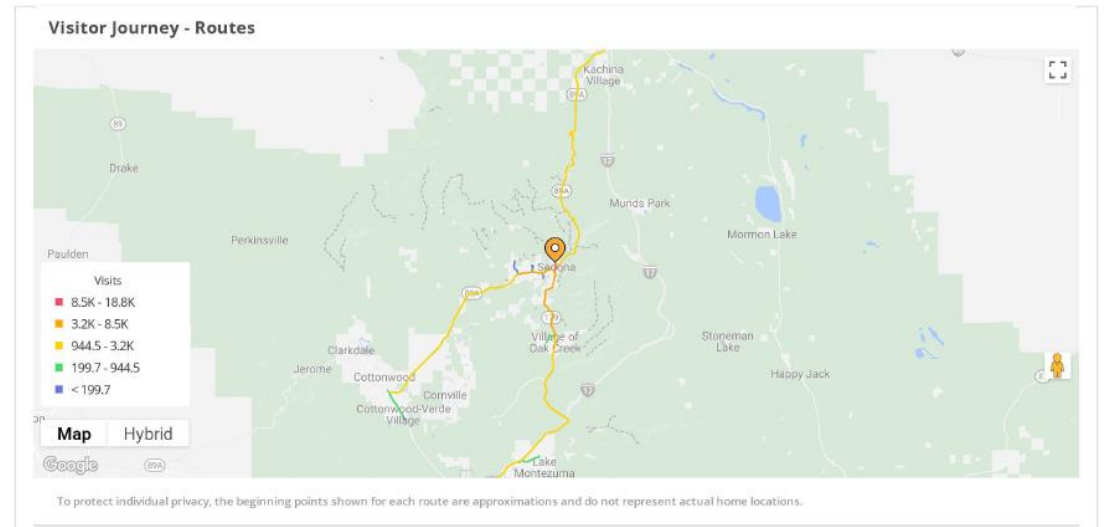 Visitor Journey - Routes
Kachina
Village
89A
89
17
Drake
89A
Munds Park
Perkinsville
Mormon Lake
Paulden
Sedona
17
Visits
8.5K - 18.8K
3.2K - 8.5K
944.5 - 3.2K
199.7 - 944.5
< 199.7
89A
179
Village of
Oak Creek
Stoneman
Lake
Clarkdale
Jerome
Cottonwood
Happy Jack
17
Cornville
Cottonwood-Verde
Village
Map
Hybrid
Google
89A
Lake
Montezuma
To protect individual privacy, the beginning points shown for each route are approximations and do not represent actual home locations.